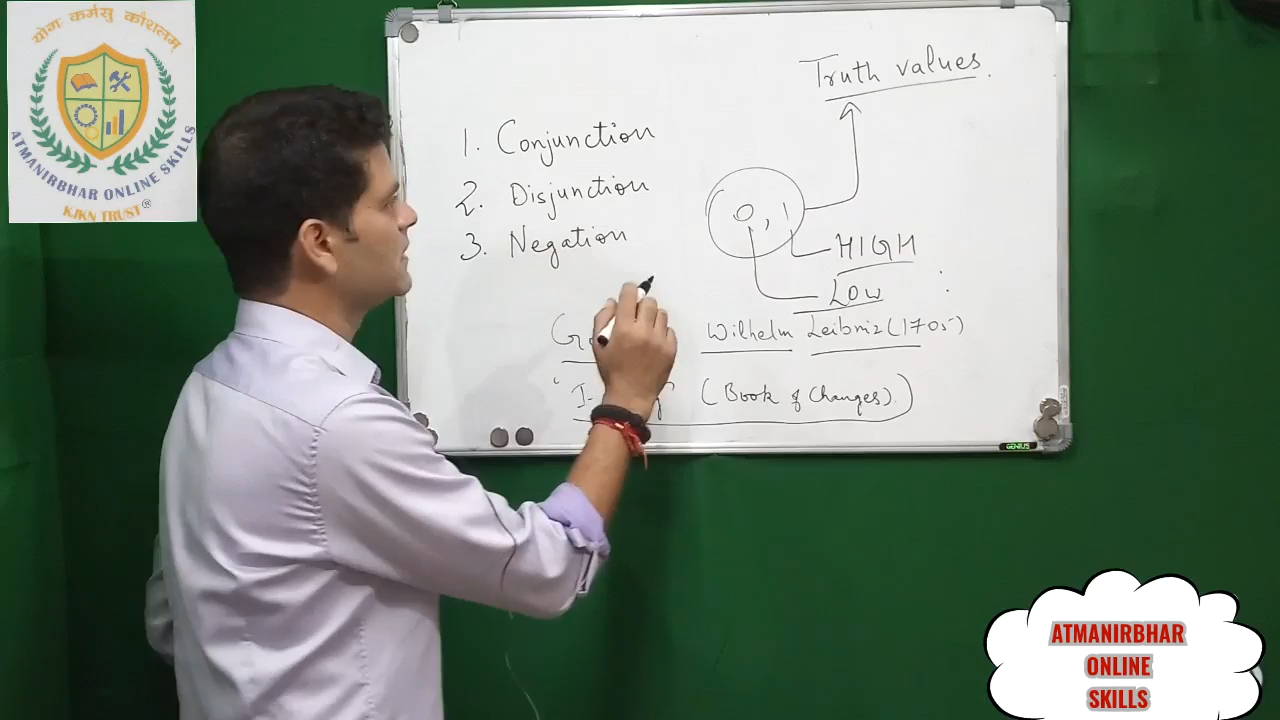 योगः कर्मसु कौशलम्
ATMANIRBHAR ONLINE SKILLS
KJKN TRUST®
Truth values.
1. Conjunction
2. Disjunction
3. Negation
0, 1
HIGH
LOW
Wilhelm Leibniz (1705)
(Book of Changes).
GENIUS
ATMANIRBHAR
ONLINE
SKILLS